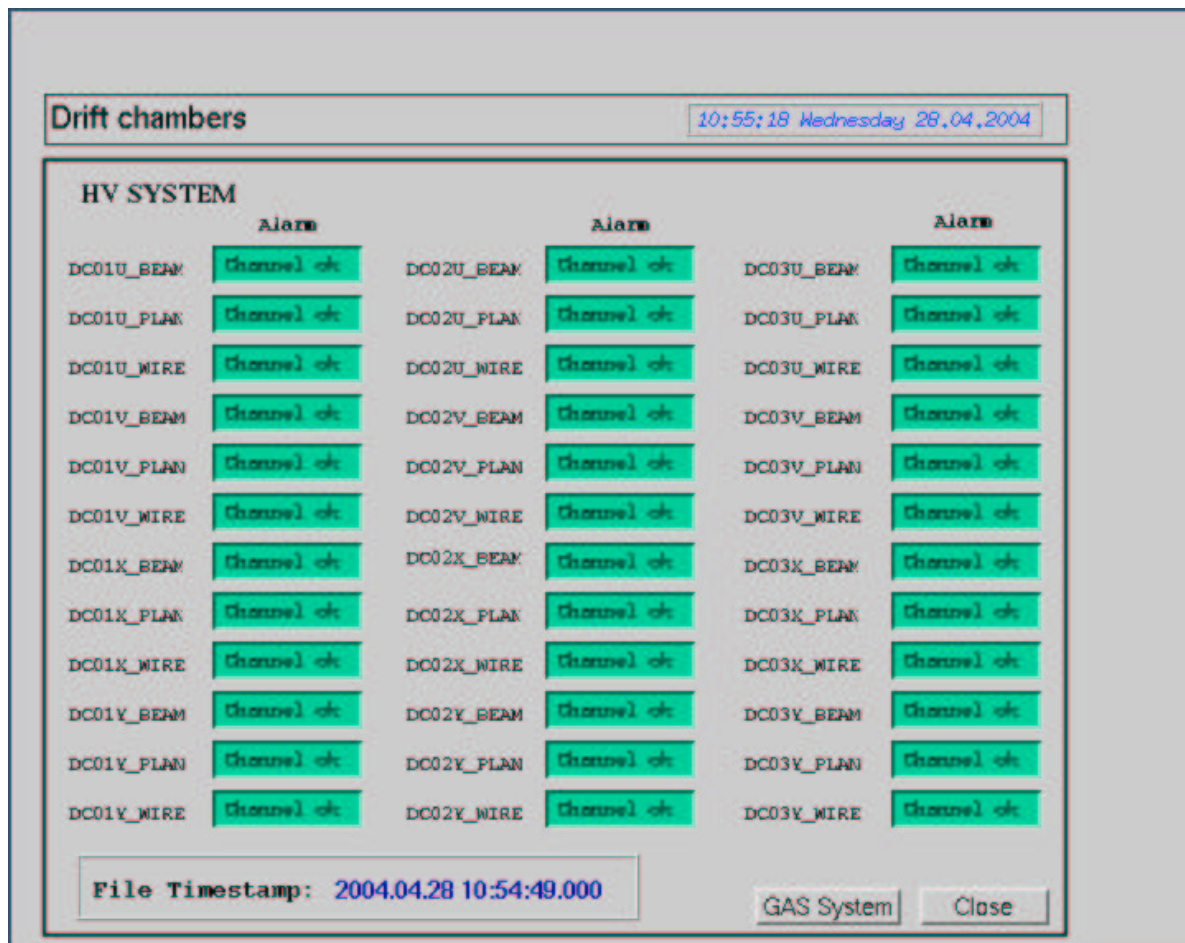 Drift chambers 10:55:18 Wednesday 28.04.2004
HV SYSTEM
Alarm Alarm Alarm
DC01U_BEAM Channel ok DC02U_BEAM Channel ok DC03U_BEAM Channel ok
DC01U_PLAN Channel ok DC02U_PLAN Channel ok DC03U_PLAN Channel ok
DC01U_WIRE Channel ok DC02U_WIRE Channel ok DC03U_WIRE Channel ok
DC01V_BEAM Channel ok DC02V_BEAM Channel ok DC03V_BEAM Channel ok
DC01V_PLAN Channel ok DC02V_PLAN Channel ok DC03V_PLAN Channel ok
DC01V_WIRE Channel ok DC02V_WIRE Channel ok DC03V_WIRE Channel ok
DC01X_BEAM Channel ok DC02X_BEAM Channel ok DC03X_BEAM Channel ok
DC01X_PLAN Channel ok DC02X_PLAN Channel ok DC03X_PLAN Channel ok
DC01X_WIRE Channel ok DC02X_WIRE Channel ok DC03X_WIRE Channel ok
DC01Y_BEAM Channel ok DC02Y_BEAM Channel ok DC03Y_BEAM Channel ok
DC01Y_PLAN Channel ok DC02Y_PLAN Channel ok DC03Y_PLAN Channel ok
DC01Y_WIRE Channel ok DC02Y_WIRE Channel ok DC03Y_WIRE Channel ok
File Timestamp: 2004.04.28 10:54:49.000
GAS System Close